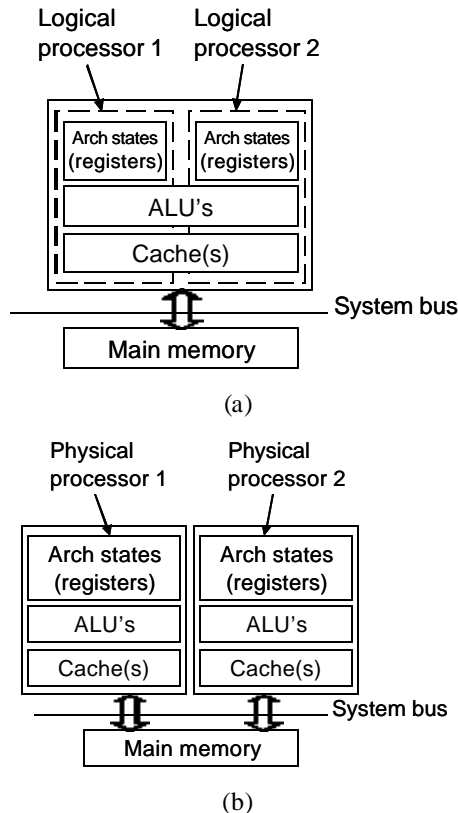 Logical processor 1
Logical processor 2
Arch states (registers)
Arch states (registers)
ALU's
Cache(s)
System bus
Main memory
(a)
Physical processor 1
Physical processor 2
Arch states (registers)
Arch states (registers)
ALU's
ALU's
Cache(s)
Cache(s)
System bus
Main memory
(b)